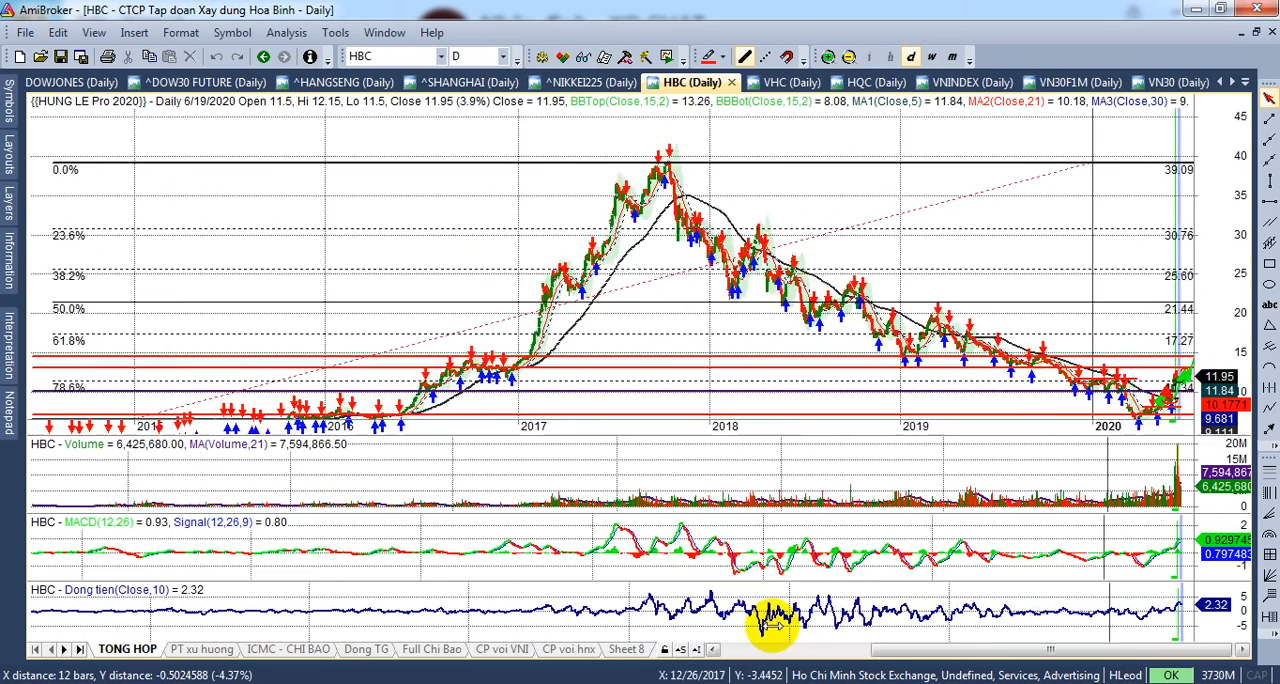 AmiBroker - [HBC - CTCP Tap doan Xay dung Hoa Binh - Daily]
File Edit View Insert Format Symbol Analysis Tools Window Help
HBC D i h d w m
DOWJONES (Daily) ^DOW30 FUTURE (Daily) ^HANGSENG (Daily) ^SHANGHAI (Daily) ^NIKKEI225 (Daily) HBC (Daily) VHC (Daily) HQC (Daily) VNINDEX (Daily) VN30F1M (Daily) VN30 (Daily)
{{HUNG LE Pro 2020}} - Daily 6/19/2020 Open 11.5, Hi 12.15, Lo 11.5, Close 11.95 (3.9%) Close = 11.95, BBTop(Close,15,2) = 13.26, BBBot(Close,15,2) = 8.08, MA1(Close,5) = 11.84, MA2(Close,21) = 10.18, MA3(Close,30) = 9.
Symbols
Layouts
Layers
Information
Interpretation
Notepad
abc
45
40
0.0% 39.09
35
23.6% 30.76
30
38.2% 25.60
25
50.0% 21.44
20
61.8% 17.27
15
78.6%
11.95
11.84
10
10.1771
9.681
9.111
2016 2017 2018 2019 2020
HBC - Volume = 6,425,680.00, MA(Volume,21) = 7,594,866.50
20M
15M
7,594,867
6,425,680
0
HBC - MACD(12,26) = 0.93, Signal(12,26,9) = 0.80
2
0.929745
0.797483
-1
HBC - Dong tien(Close,10) = 2.32
5
2.32
0
-5
TONG HOP PT xu huong ICMC - CHI BAO Dong TG Full Chi Bao CP voi VNI CP voi hnx Sheet 8
X distance: 12 bars, Y distance: -0.5024588 (-4.37%) X: 12/26/2017 Y: -3.4452 Ho Chi Minh Stock Exchange, Undefined, Services, Advertising HLeod OK 3730M CAP